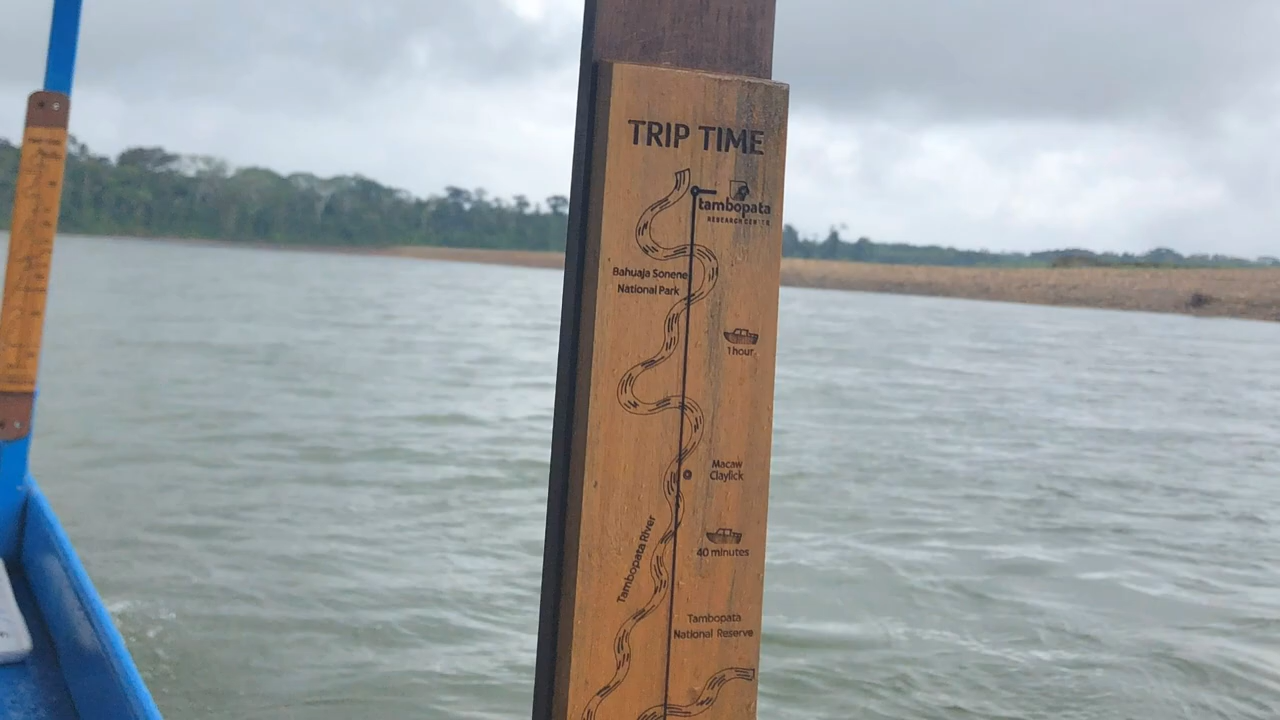 TRIP TIME
tambopata
RESEARCH CENTER
Bahuaja Sonene
National Park
1 hour
Macaw
Claylick
Tambopata River
40 minutes
Tambopata
National Reserve